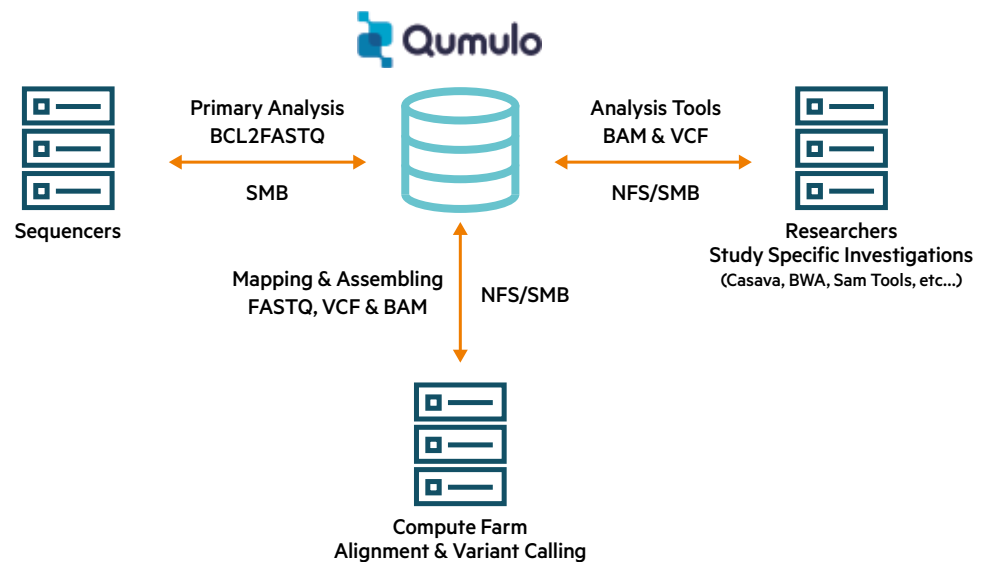 Qumulo
Primary Analysis
BCL2FASTQ
SMB
Sequencers
Analysis Tools
BAM & VCF
NFS/SMB
Researchers
Study Specific Investigations
(Casava, BWA, Sam Tools, etc...)
Mapping & Assembling
FASTQ, VCF & BAM
NFS/SMB
Compute Farm
Alignment & Variant Calling